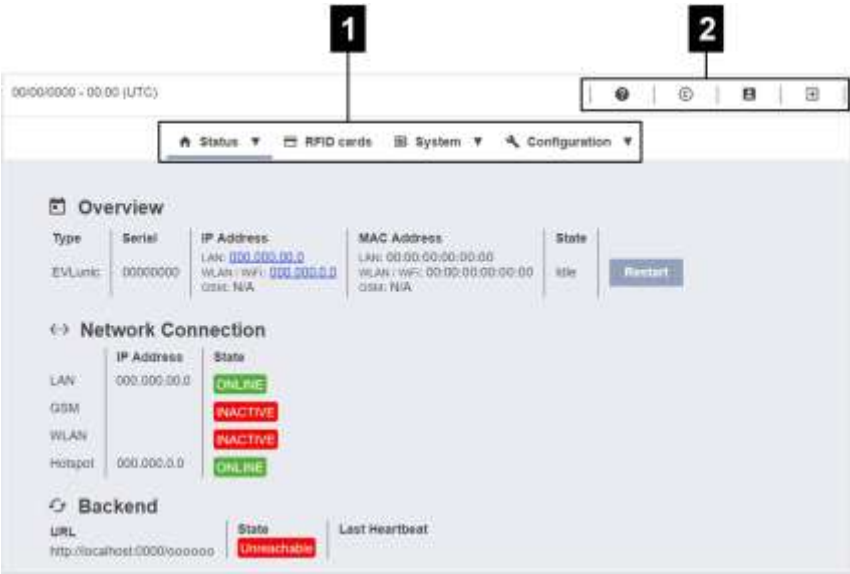 1
2
00/00/0000 - 00:00 (UTC)
Status ▼ RFID cards System ▼ Configuration ▼
Overview
Type Serial IP Address MAC Address State
LAN: 000.000.00.0 LAN: 00:00:00:00:00:00
EVLunic 00000000 WLAN / WiFi: 000.000.0.0 WLAN / WiFi: 00:00:00:00:00:00 Idle Restart
GSM: N/A GSM: N/A
Network Connection
IP Address State
LAN 000.000.00.0 ONLINE
GSM INACTIVE
WLAN INACTIVE
Hotspot 000.000.0.0 ONLINE
Backend
URL State Last Heartbeat
http://localhost:0000/oooooo Unreachable